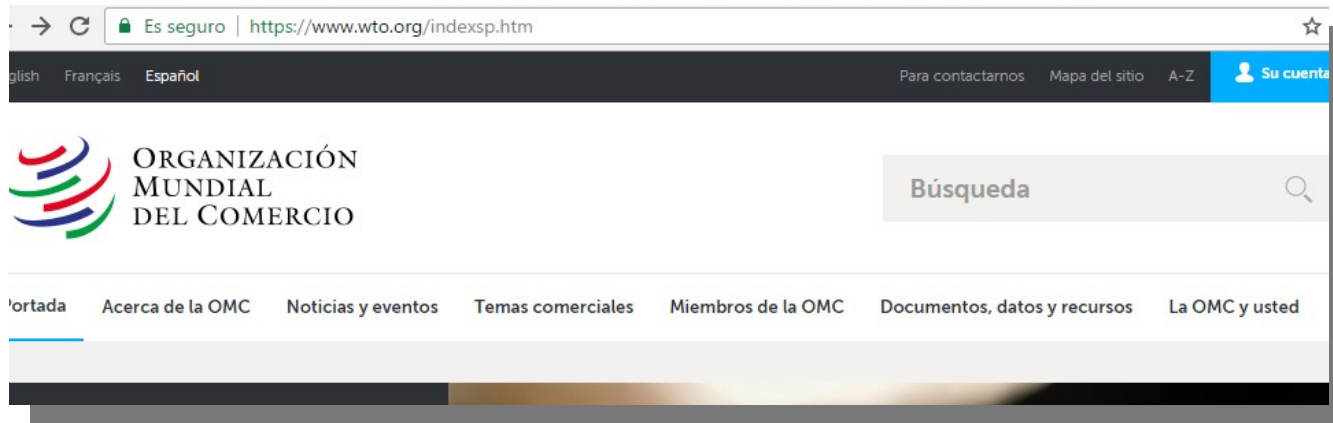 Es seguro https://www.wto.org/indexsp.htm
glish Français Español Para contactarnos Mapa del sitio A-Z Su cuenta
ORGANIZACIÓN
MUNDIAL
DEL COMERCIO
Búsqueda
Portada Acerca de la OMC Noticias y eventos Temas comerciales Miembros de la OMC Documentos, datos y recursos La OMC y usted